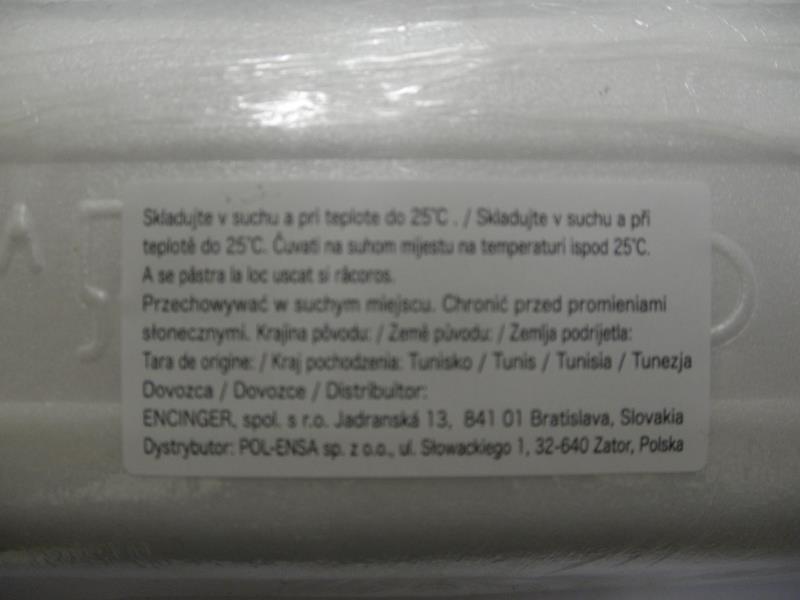 Skladujte v suchu a pri teplote do 25°C . / Skladujte v suchu a při
teplotě do 25°C. Čuvati na suhom mijestu na temperaturi ispod 25°C.
A se păstra la loc uscat si răcoros.
Przechowywać w suchym miejscu. Chronić przed promieniami
słonecznymi. Krajina pôvodu: / Země původu: / Zemlja podrijetla:
Tara de origine: / Kraj pochodzenia: Tunisko / Tunis / Tunisia / Tunezja
Dovozca / Dovozce / Distribuitor:
ENCINGER, spol. s r.o. Jadranská 13, 841 01 Bratislava, Slovakia
Dystrybutor: POL-ENSA sp. z o.o., ul. Słowackiego 1, 32-640 Zator, Polska